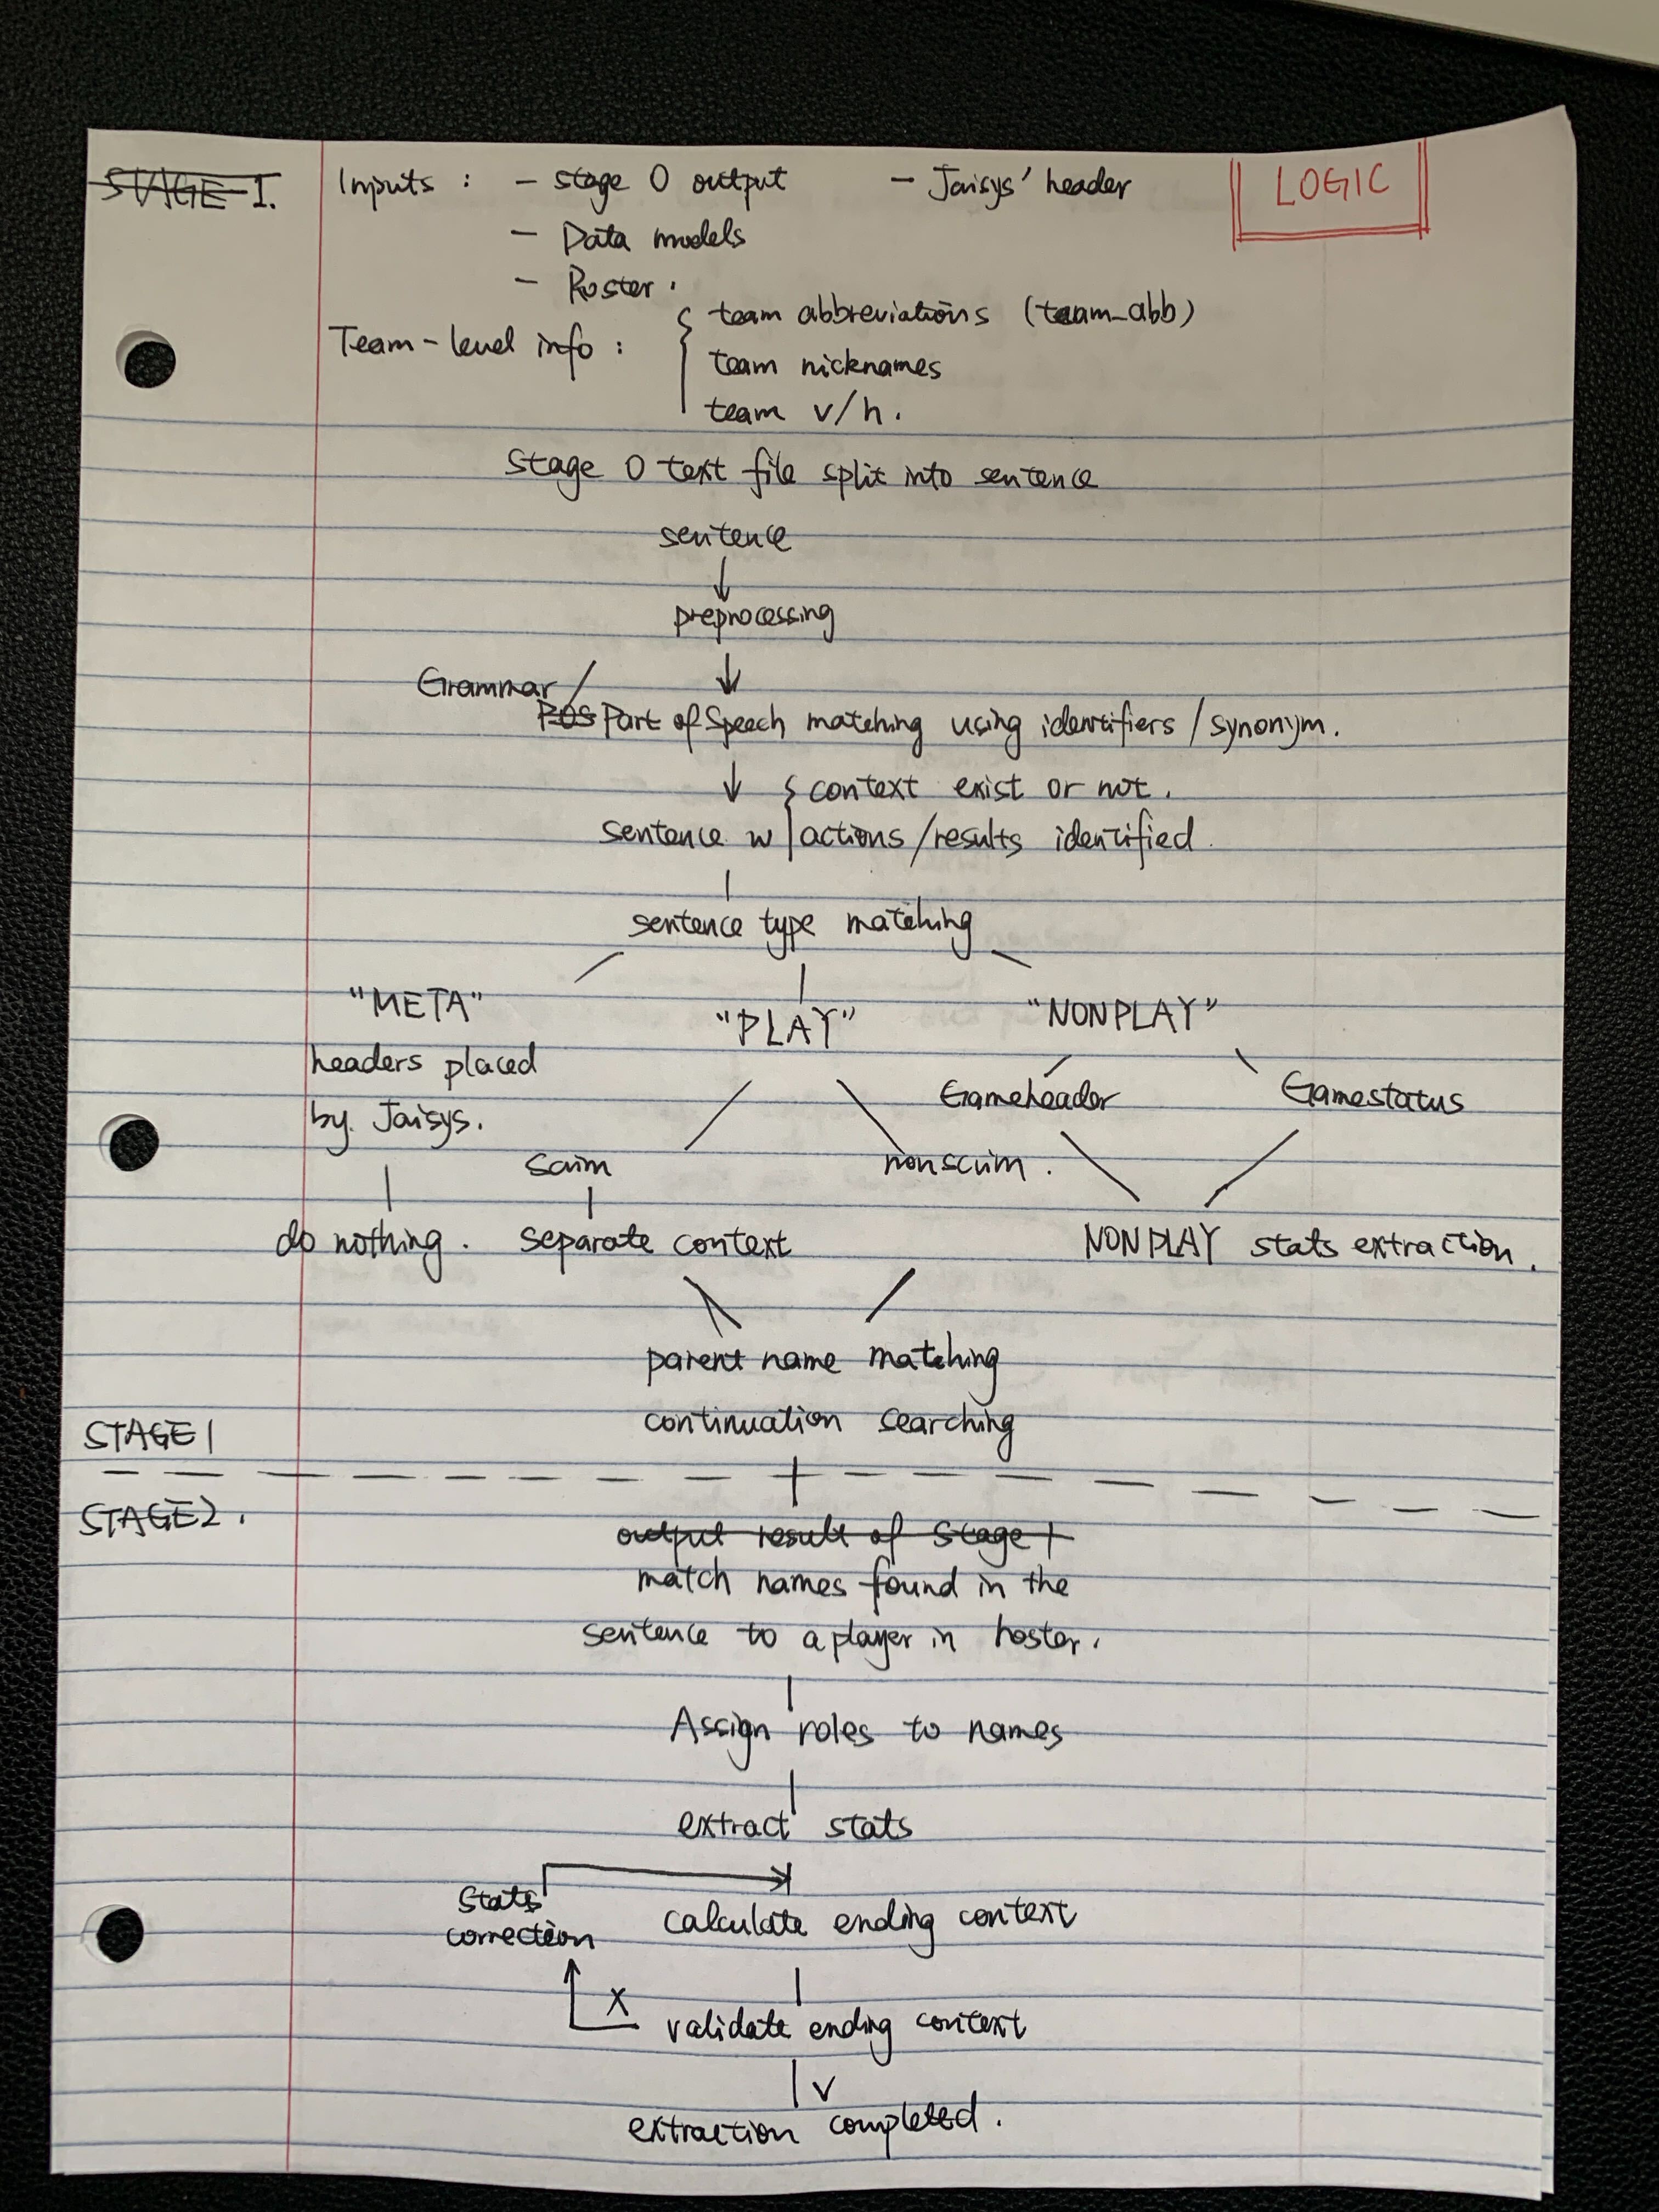 STAGE I. Inputs : - stage 0 output - Jaisys' header LOGIC
- Data models
- Roster.
Team-level info : { team abbreviations (team_abb)
team nicknames
team v/h.
Stage 0 text file split into sentence
sentence
↓
preprocessing
↓
Grammar /
POS Part of Speech matching using identifiers / synonym.
↓ { context exist or not.
sentence w | actions/results identified.
sentence type matching
"META" "PLAY" "NONPLAY"
headers placed
by Jaisys.
Gameheader Gamestatus
scrim nonscrim.
do nothing. separate context NONPLAY stats extraction.
parent name matching
continuation searching
STAGE 1
STAGE2.
output result of Stage 1
match names found in the
sentence to a player in hoster.
Assign roles to names
extract stats
Stats
correction
calculate ending context
X
validate ending context
V
extraction completed.